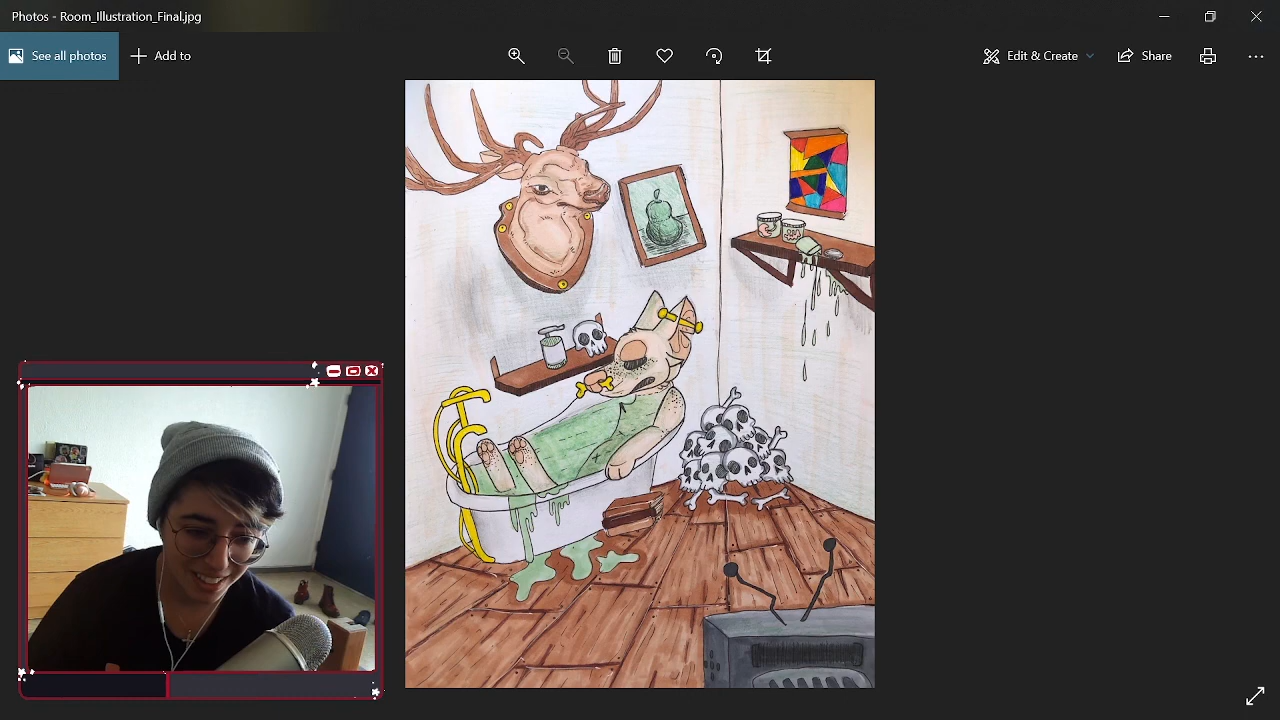 Photos - Room_Illustration_Final.jpg
See all photos
Add to
Edit & Create
Share